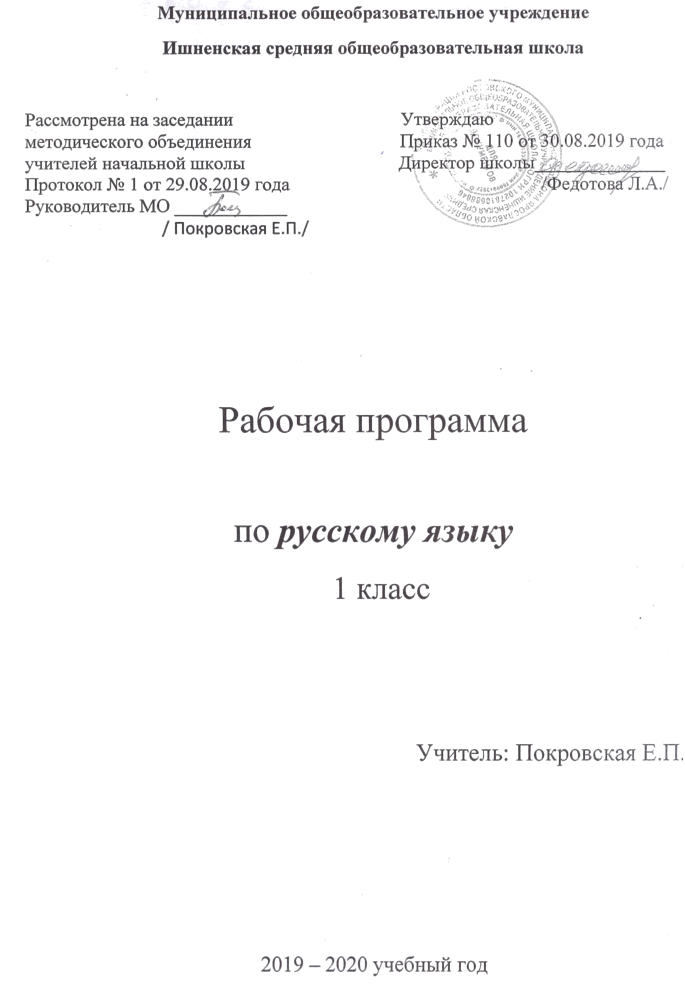 Муниципальное общеобразовательное учреждение
Ишненская средняя общеобразовательная школа
Рассмотрена на заседании
методического объединения
учителей начальной школы
Протокол № 1 от 29.08.2019 года
Руководитель МО ____________
/ Покровская Е.П./
Утверждаю
Приказ № 110 от 30.08.2019 года
Директор школы ______________
/Федотова Л.А./
Рабочая программа
по русскому языку
1 класс
Учитель: Покровская Е.П.
2019 – 2020 учебный год